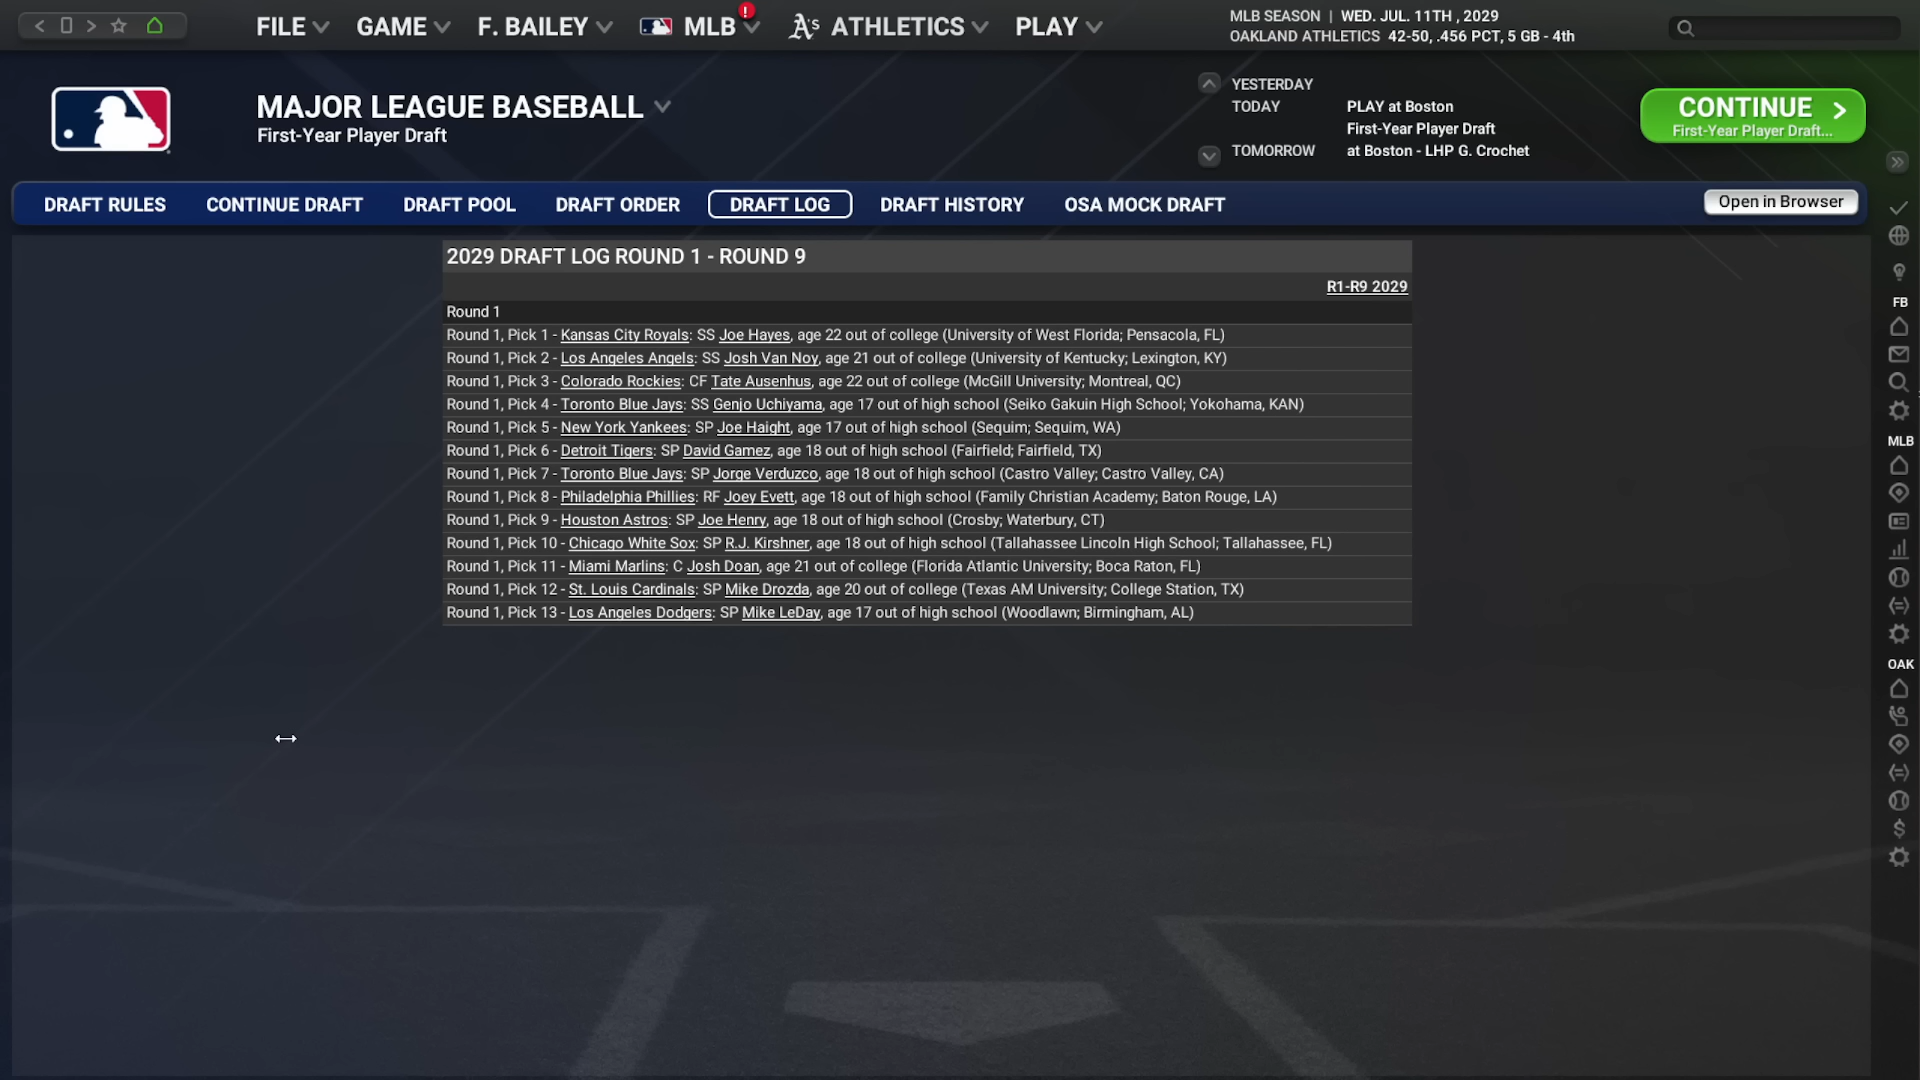 FILE GAME F. BAILEY MLB A's ATHLETICS PLAY
MLB SEASON | WED. JUL. 11TH , 2029
OAKLAND ATHLETICS 42-50, .456 PCT, 5 GB - 4th
MAJOR LEAGUE BASEBALL
First-Year Player Draft
YESTERDAY
TODAY PLAY at Boston
First-Year Player Draft
TOMORROW at Boston - LHP G. Crochet
CONTINUE
First-Year Player Draft...
DRAFT RULES CONTINUE DRAFT DRAFT POOL DRAFT ORDER DRAFT LOG DRAFT HISTORY OSA MOCK DRAFT Open in Browser
2029 DRAFT LOG ROUND 1 - ROUND 9
R1-R9 2029
Round 1
Round 1, Pick 1 - Kansas City Royals: SS Joe Hayes, age 22 out of college (University of West Florida; Pensacola, FL)
Round 1, Pick 2 - Los Angeles Angels: SS Josh Van Noy, age 21 out of college (University of Kentucky; Lexington, KY)
Round 1, Pick 3 - Colorado Rockies: CF Tate Ausenhus, age 22 out of college (McGill University; Montreal, QC)
Round 1, Pick 4 - Toronto Blue Jays: SS Genjo Uchiyama, age 17 out of high school (Seiko Gakuin High School; Yokohama, KAN)
Round 1, Pick 5 - New York Yankees: SP Joe Haight, age 17 out of high school (Sequim; Sequim, WA)
Round 1, Pick 6 - Detroit Tigers: SP David Gamez, age 18 out of high school (Fairfield; Fairfield, TX)
Round 1, Pick 7 - Toronto Blue Jays: SP Jorge Verduzco, age 18 out of high school (Castro Valley; Castro Valley, CA)
Round 1, Pick 8 - Philadelphia Phillies: RF Joey Evett, age 18 out of high school (Family Christian Academy; Baton Rouge, LA)
Round 1, Pick 9 - Houston Astros: SP Joe Henry, age 18 out of high school (Crosby; Waterbury, CT)
Round 1, Pick 10 - Chicago White Sox: SP R.J. Kirshner, age 18 out of high school (Tallahassee Lincoln High School; Tallahassee, FL)
Round 1, Pick 11 - Miami Marlins: C Josh Doan, age 21 out of college (Florida Atlantic University; Boca Raton, FL)
Round 1, Pick 12 - St. Louis Cardinals: SP Mike Drozda, age 20 out of college (Texas AM University; College Station, TX)
Round 1, Pick 13 - Los Angeles Dodgers: SP Mike LeDay, age 17 out of high school (Woodlawn; Birmingham, AL)
FB
MLB
OAK